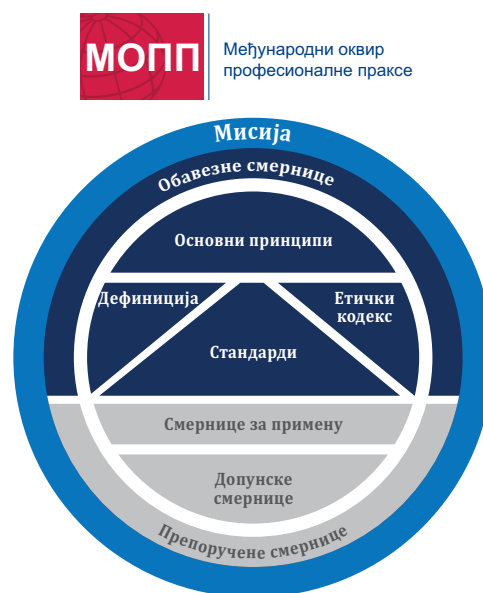 МОПП
Међународни оквир
професионалне праксе
Мисија
Обавезне смернице
Основни принципи
Дефиниција
Етички
кодекс
Стандарди
Смернице за примену
Допунске
смернице
Препоручене смернице